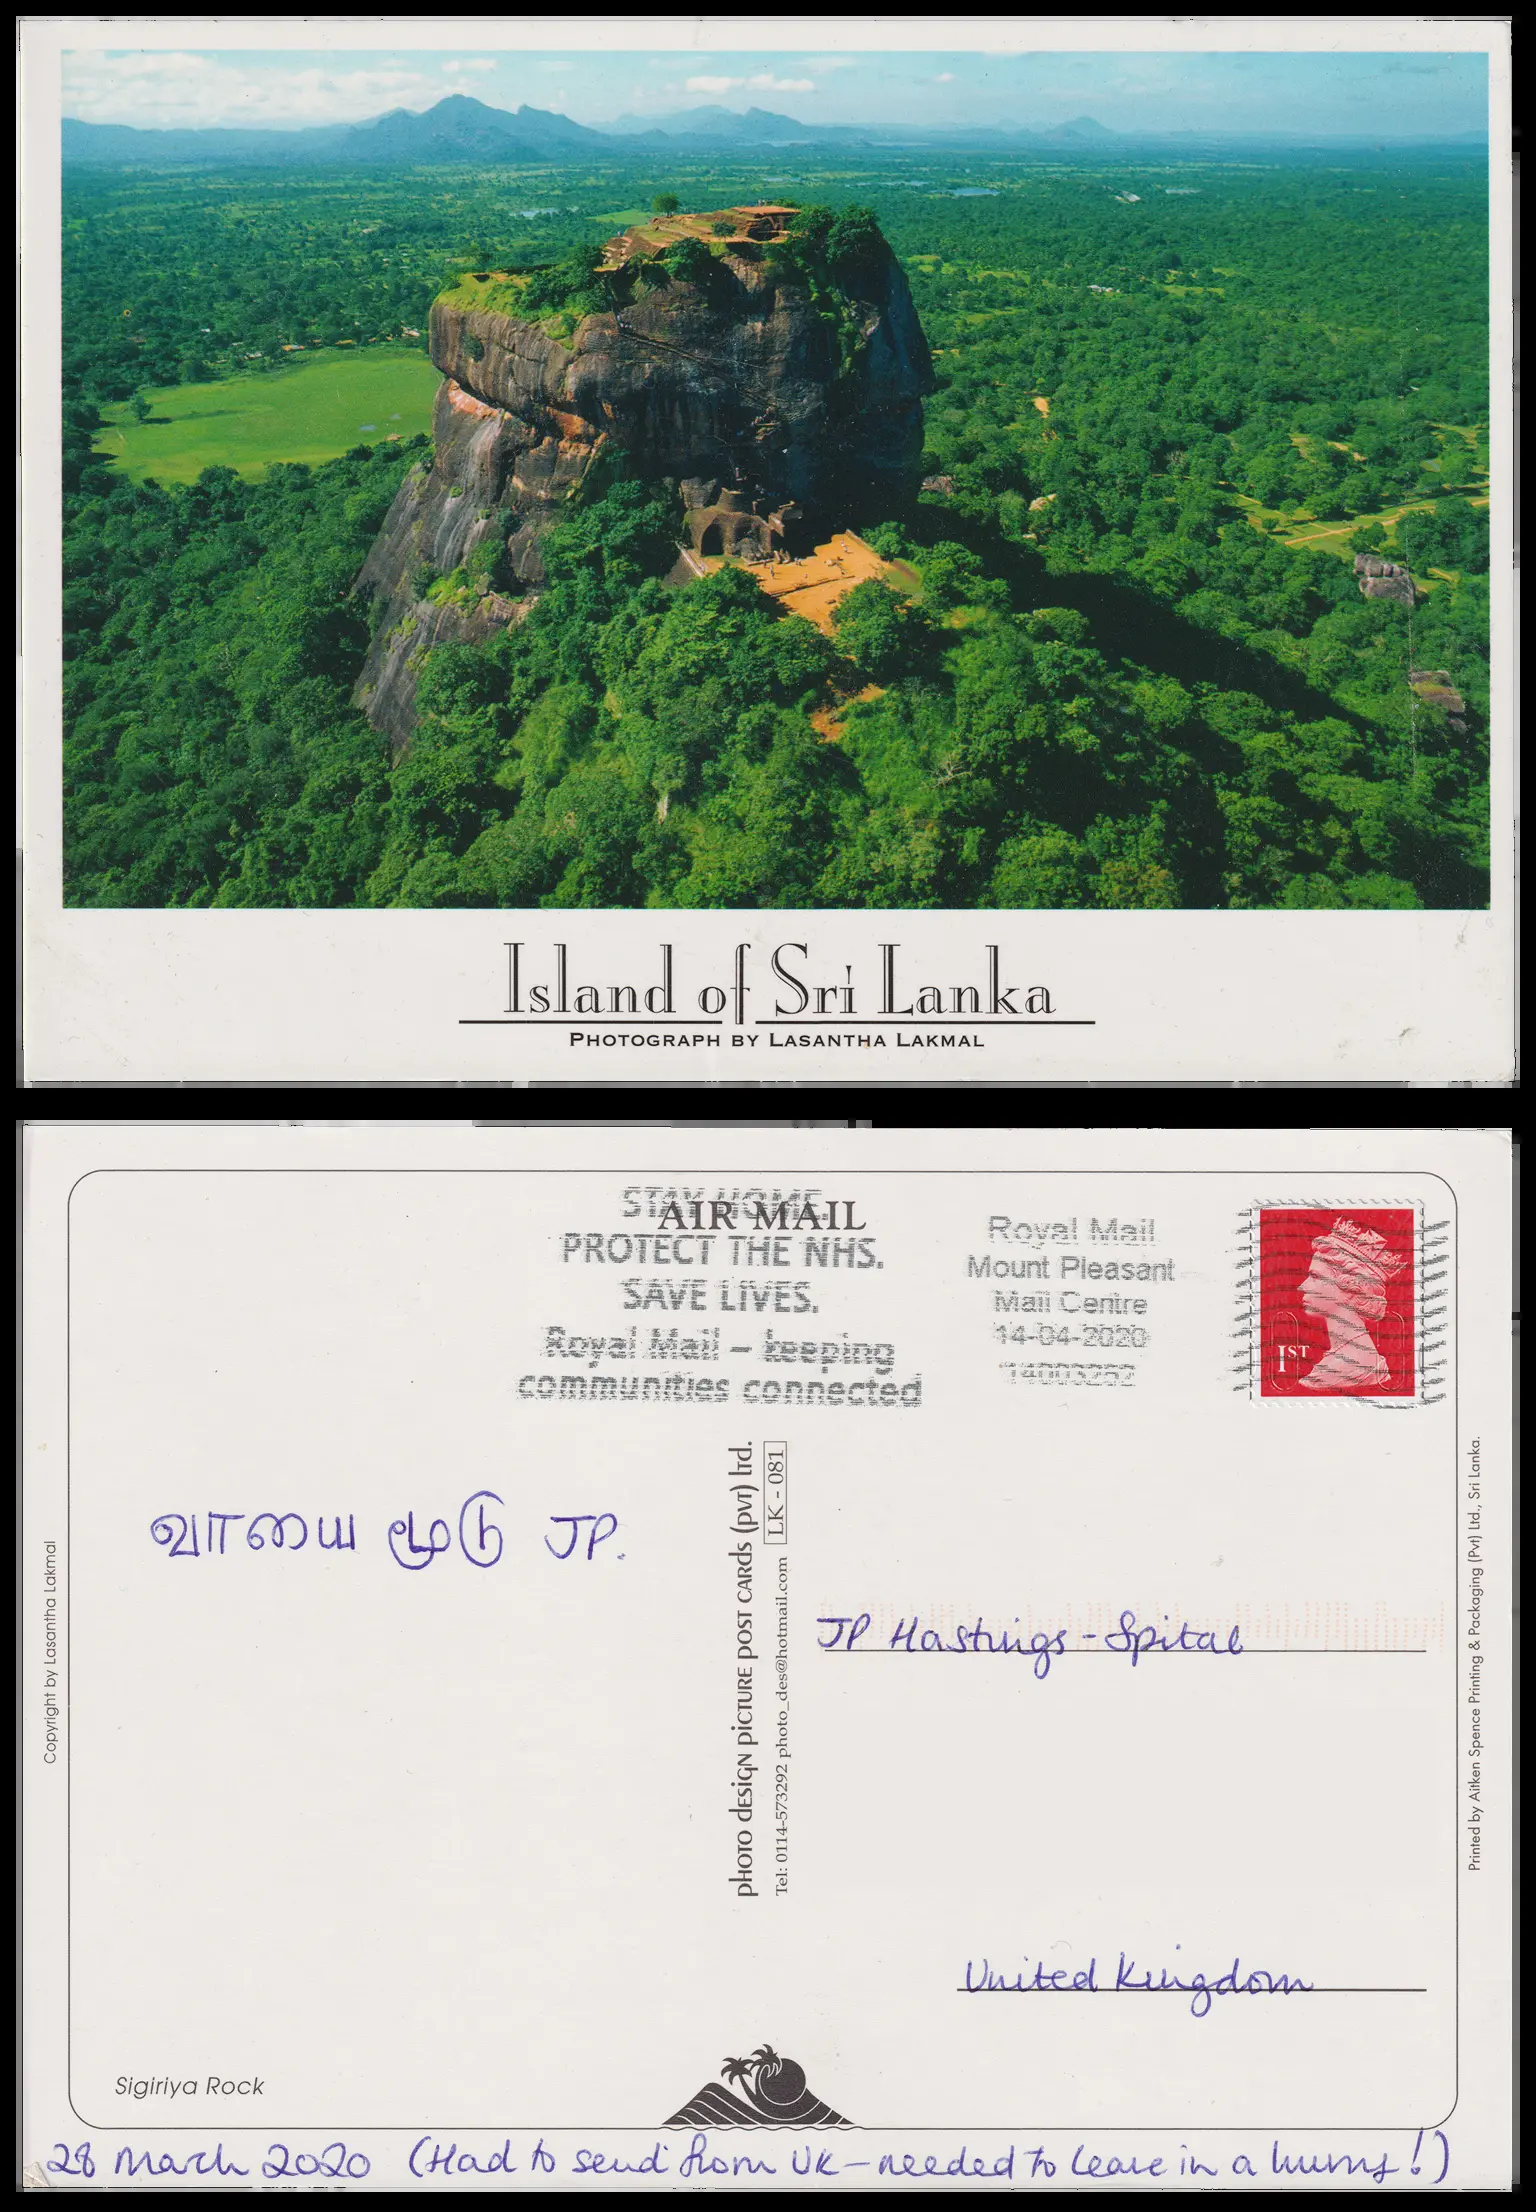 Island of Sri Lanka
PHOTOGRAPH BY LASANTHA LAKMAL
STAY HOME.
AIR MAIL
PROTECT THE NHS.
SAVE LIVES.
Royal Mail – keeping
communities connected
Royal Mail
Mount Pleasant
Mail Centre
14-04-2020
14003252
1ST
வாயை மூடு JP.
Copyright by Lasantha Lakmal
photo design picture post cards (pvt) ltd.
LK - 081
Tel: 0114-573292 photo_des@hotmail.com
JP Hastings-Spital
United Kingdom
Printed by Aitken Spence Printing & Packaging (Pvt) Ltd., Sri Lanka.
Sigiriya Rock
28 March 2020 (Had to send from UK – needed to leave in a hurry!)